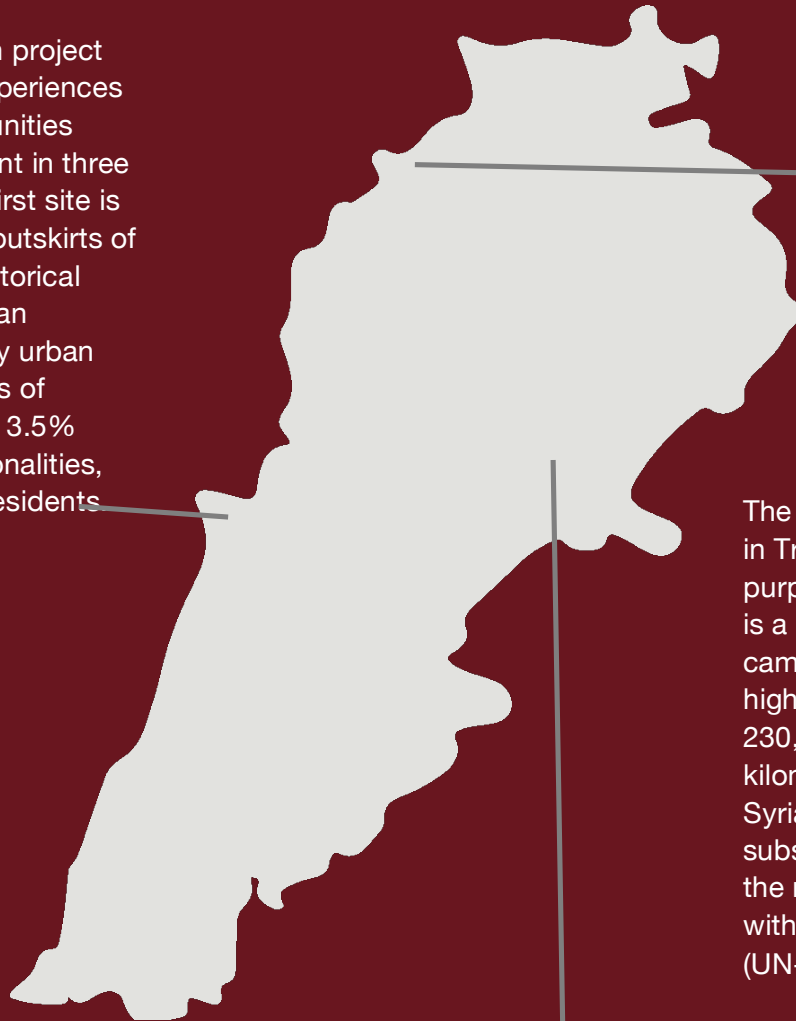 project
periences
unities
nt in three
irst site is
outskirts of
torical
an
y urban
s of
3.5%
onalities,
esidents.
The
in Tr
purp
is a
cam
high
230,
kilon
Syria
subs
the r
with
(UN-